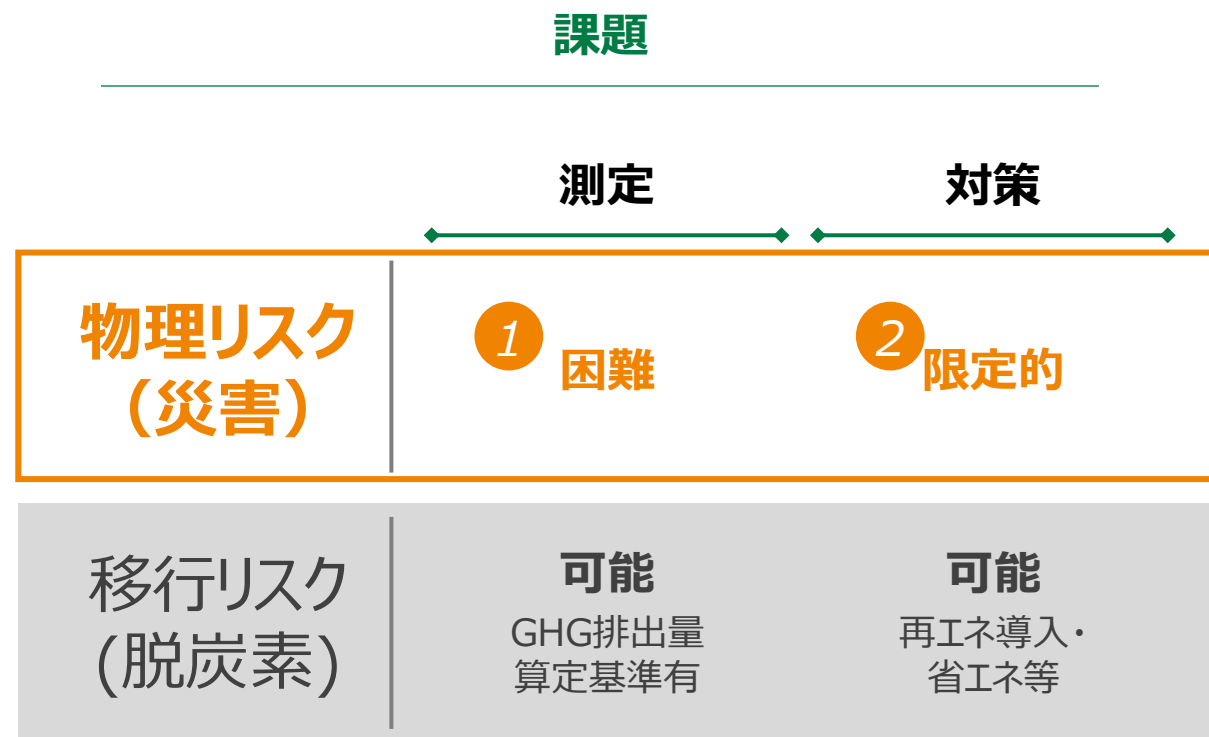 課題
測定
対策
物理リスク
（災害）
1 困難
2 限定的
移行リスク
(脱炭素)
可能
GHG排出量
算定基準有
可能
再エネ導入・
省エネ等